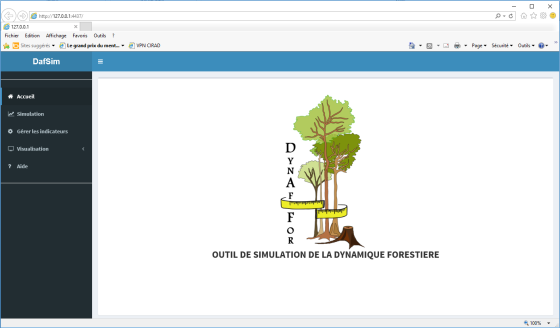 http://127.0.0.1:4407/
127.0.0.1
Fichier Edition Affichage Favoris Outils ?
Sites suggérés Le grand prix du ment... VPN CIRAD
Page Sécurité Outils
DafSim
Accueil
Simulation
Gérer les indicateurs
Visualisation
? Aide
DYNAFFOR
OUTIL DE SIMULATION DE LA DYNAMIQUE FORESTIERE
100%